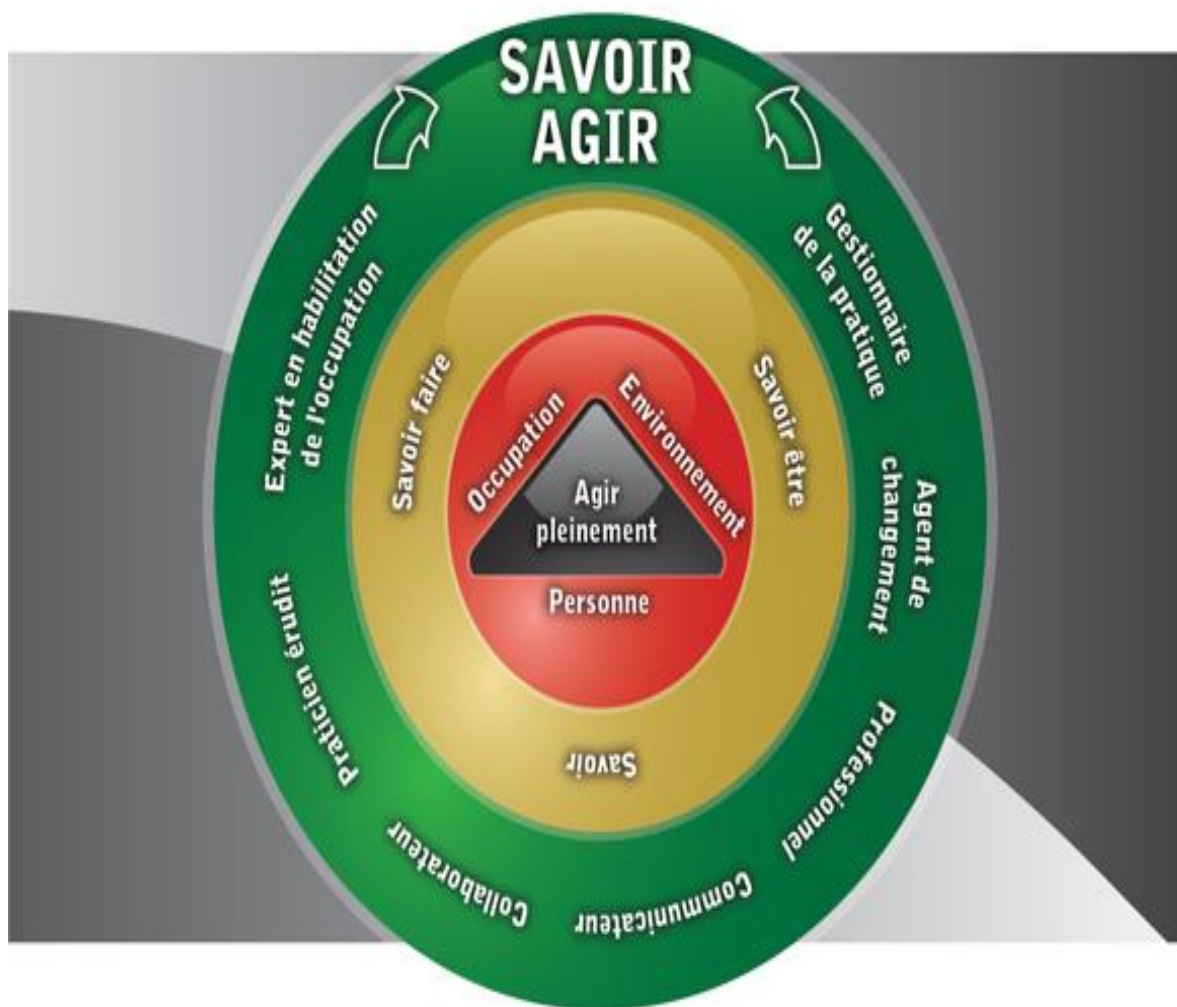 SAVOIR
AGIR
Expert en habilitation
de l'occupation
Gestionnaire
de la pratique
Savoir faire
Savoir être
Occupation
Environnement
Agir
pleinement
Personne
Agent de
changement
Praticien érudit
Savoir
Professionnel
Collaborateur
Communicateur